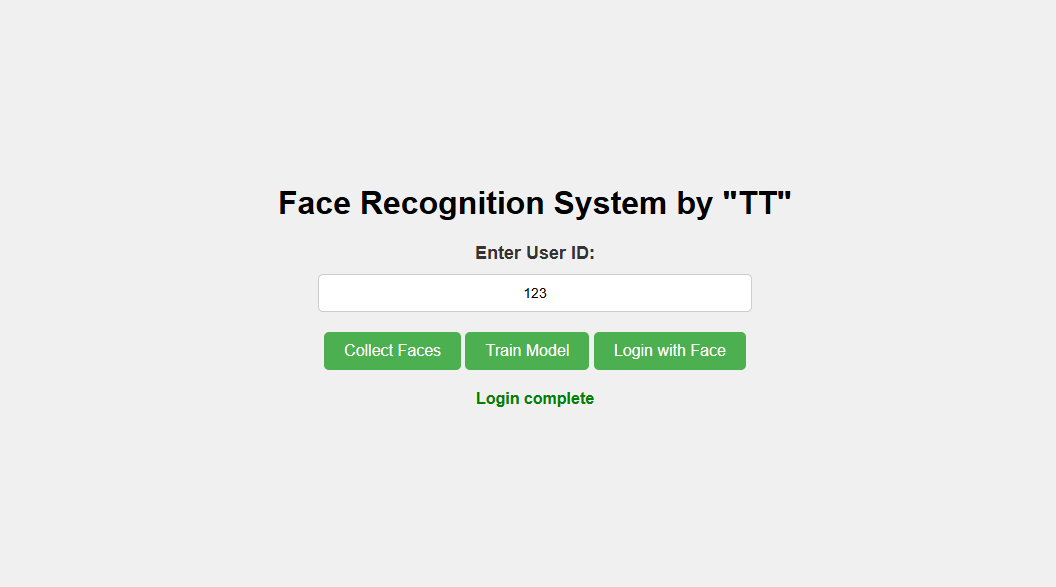 Face Recognition System by "TT"
Enter User ID:
123
Collect Faces Train Model Login with Face
Login complete